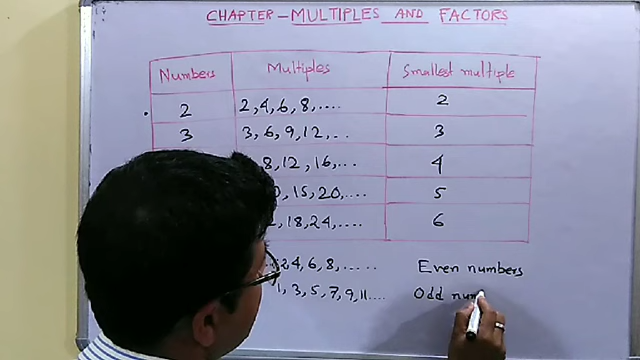 CHAPTER - MULTIPLES AND FACTORS
Numbers Multiples Smallest multiple
2 2,4,6,8,.... 2
3 3,6,9,12,... 3
8,12,16,... 4
15,20,.... 5
18,24,.... 6
2 4,6,8,...... Even numbers
1,3,5,7,9,11.... Odd num